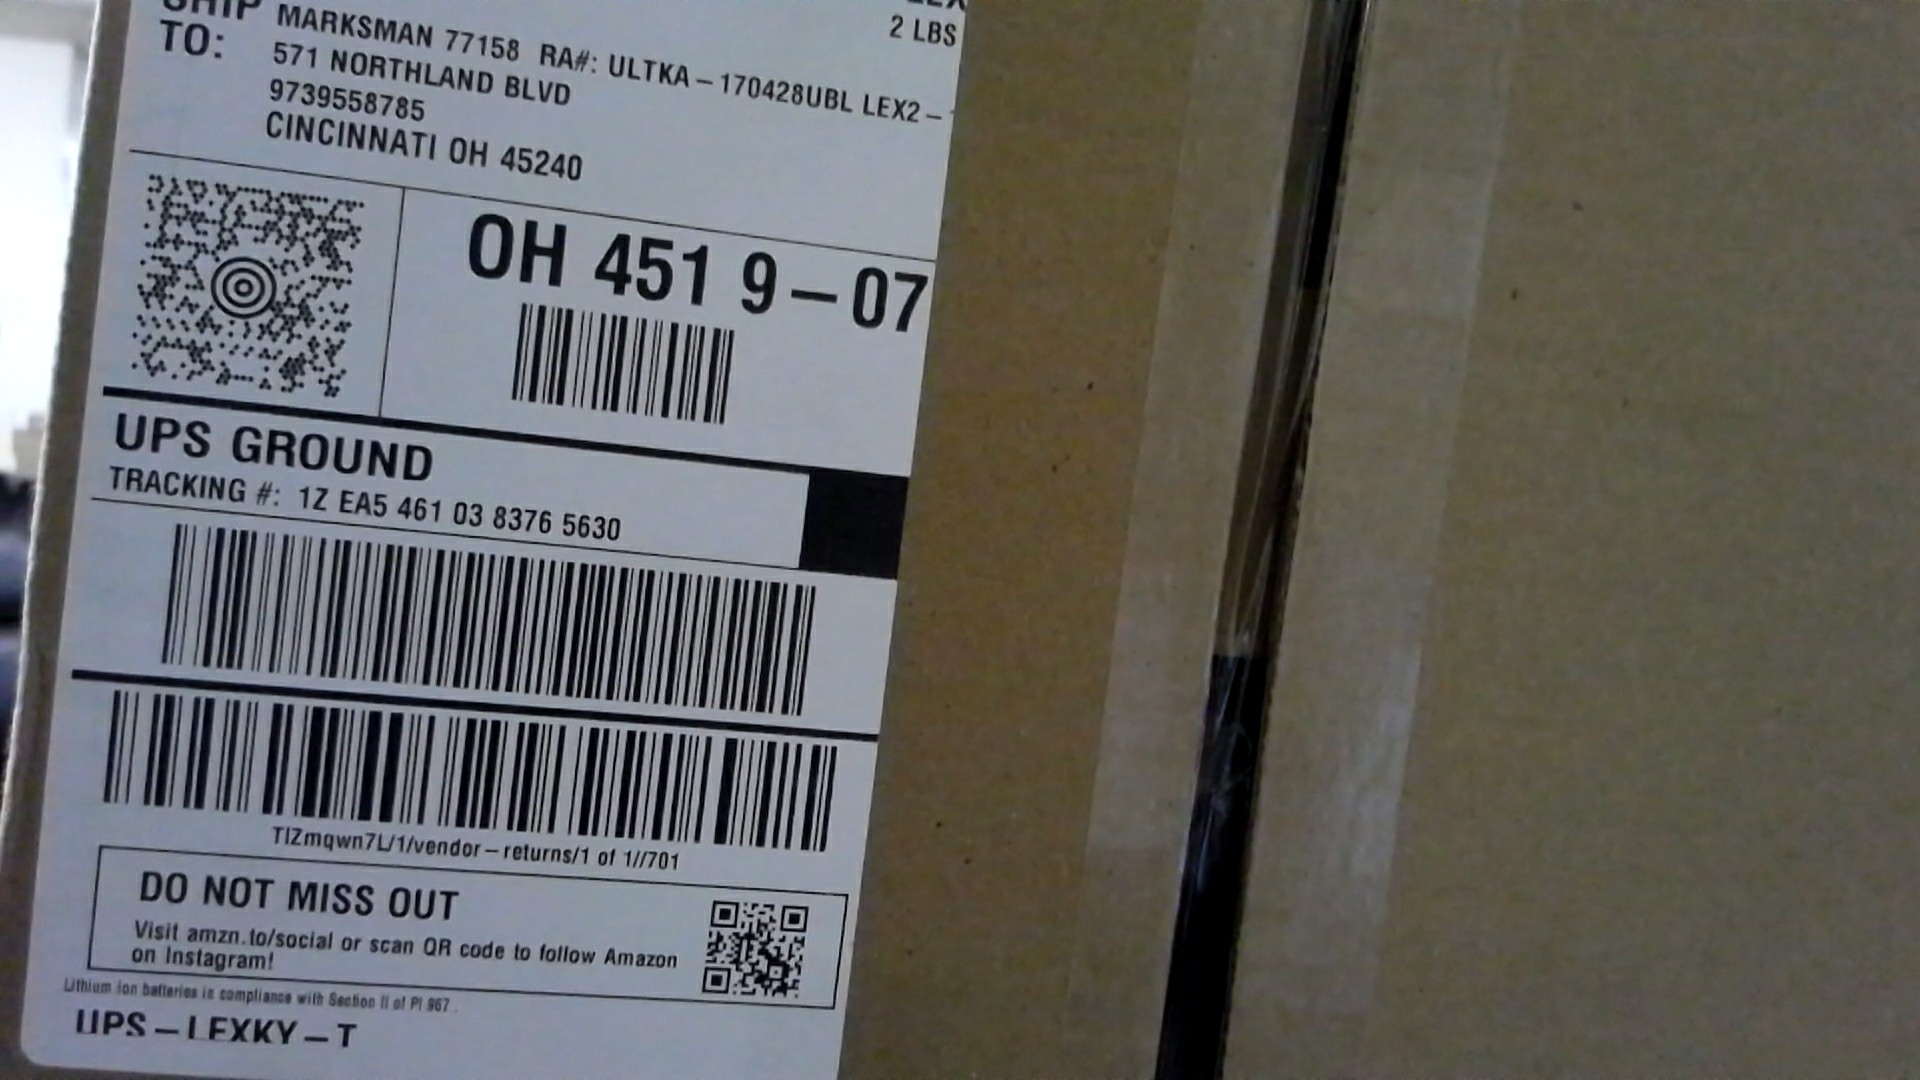 2 LBS
SHIP
TO:
MARKSMAN 77158 RA#: ULTKA-170428UBL LEX2-
571 NORTHLAND BLVD
9739558785
CINCINNATI OH 45240
OH 451 9-07
UPS GROUND
TRACKING #: 1Z EA5 461 03 8376 5630
TIZmqwn7L/1/vendor-returns/1 of 1//701
DO NOT MISS OUT
Visit amzn.to/social or scan QR code to follow Amazon
on Instagram!
Lithium ion batteries in compliance with Section II of PI 967.
UPS-LEXKY-T